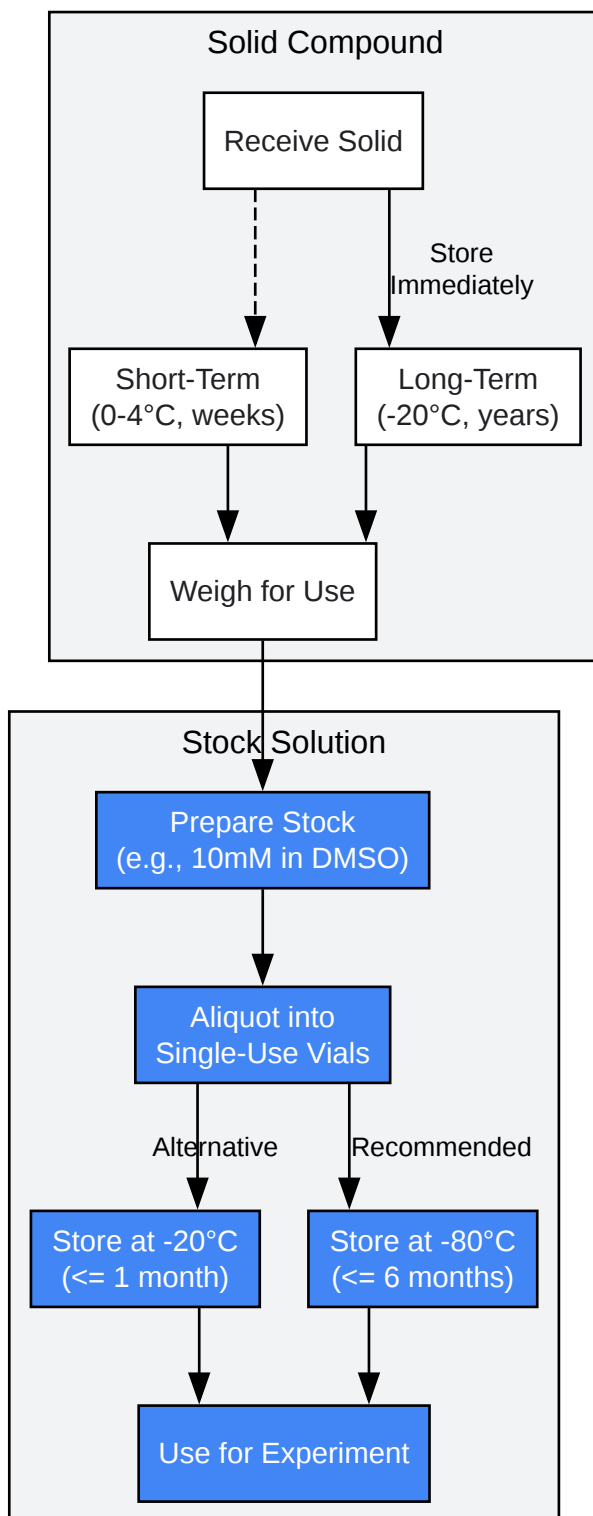 Solid Compound
Receive Solid
Store
Immediately
Short-Term
(0-4°C, weeks)
Long-Term
(-20°C, years)
Weigh for Use
Stock Solution
Prepare Stock
(e.g., 10mM in DMSO)
Aliquot into
Single-Use Vials
Alternative
Recommended
Store at -20°C
(<= 1 month)
Store at -80°C
(<= 6 months)
Use for Experiment